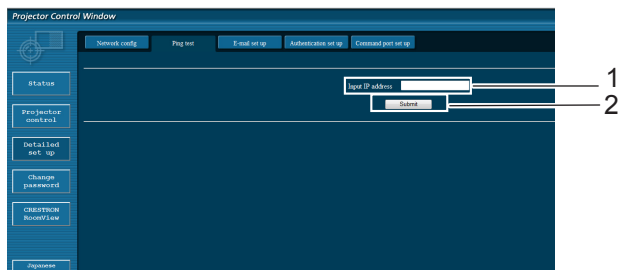 Projector Control Window
Network config
Ping test
E-mail set up
Authentication set up
Command port set up
Status
Input IP address
1
Submit
2
Projector
control
Detailed
set up
Change
password
CRESTRON
RoomView
Japanese